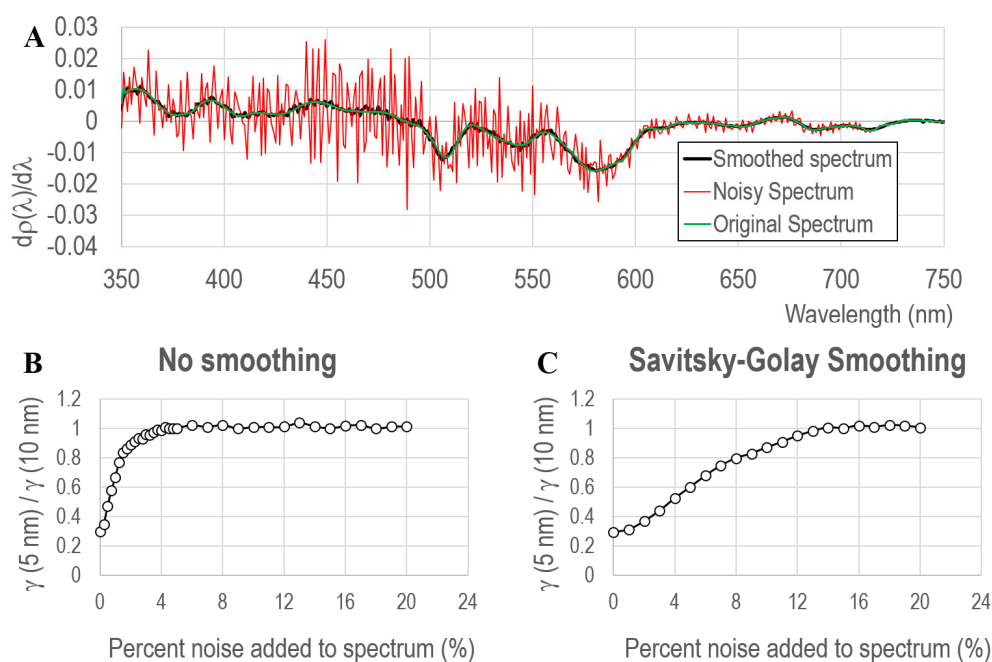 A
0.03
0.02
0.01
0
-0.01
-0.02
-0.03
-0.04
dρ(λ)/dλ
Smoothed spectrum
Noisy Spectrum
Original Spectrum
350 400 450 500 550 600 650 700 750
Wavelength (nm)
B No smoothing
1.2
1
0.8
0.6
0.4
0.2
0
γ (5 nm) / γ (10 nm)
0 4 8 12 16 20 24
Percent noise added to spectrum (%)
C Savitsky-Golay Smoothing
1.2
1
0.8
0.6
0.4
0.2
0
γ (5 nm) / γ (10 nm)
0 4 8 12 16 20 24
Percent noise added to spectrum (%)